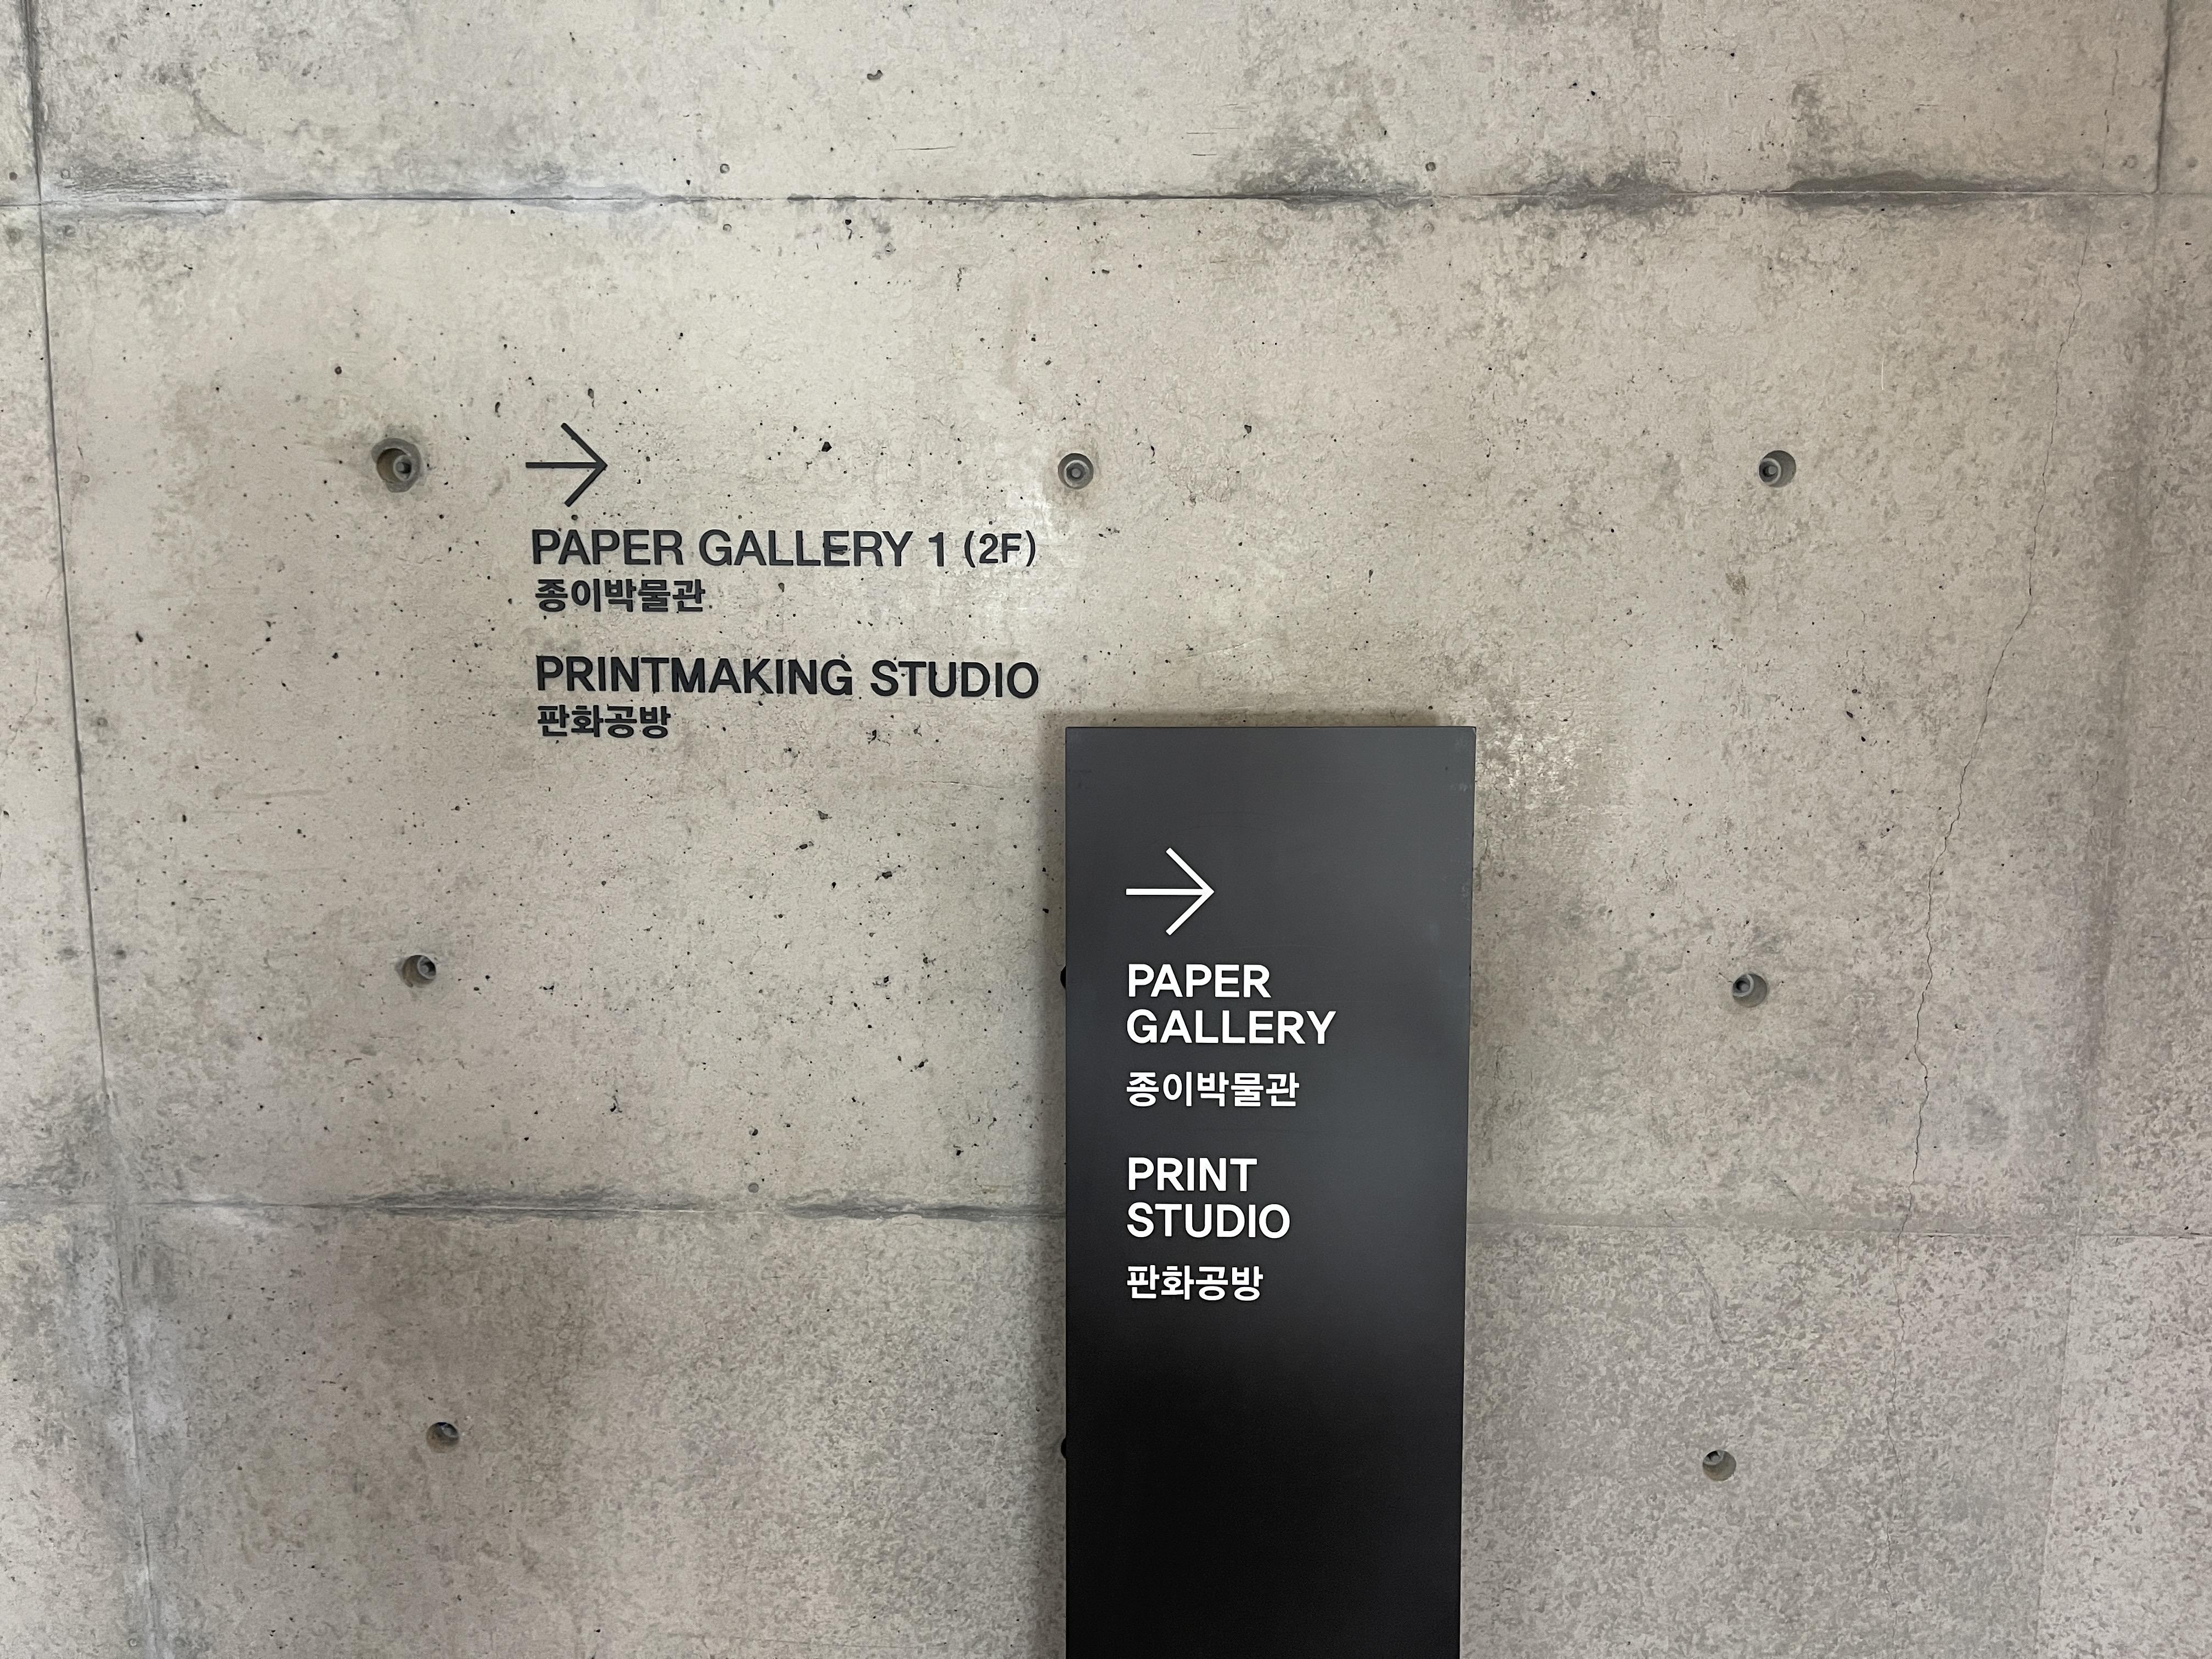 PAPER GALLERY 1 (2F)
종이박물관
PRINTMAKING STUDIO
판화공방
PAPER
GALLERY
종이박물관
PRINT
STUDIO
판화공방